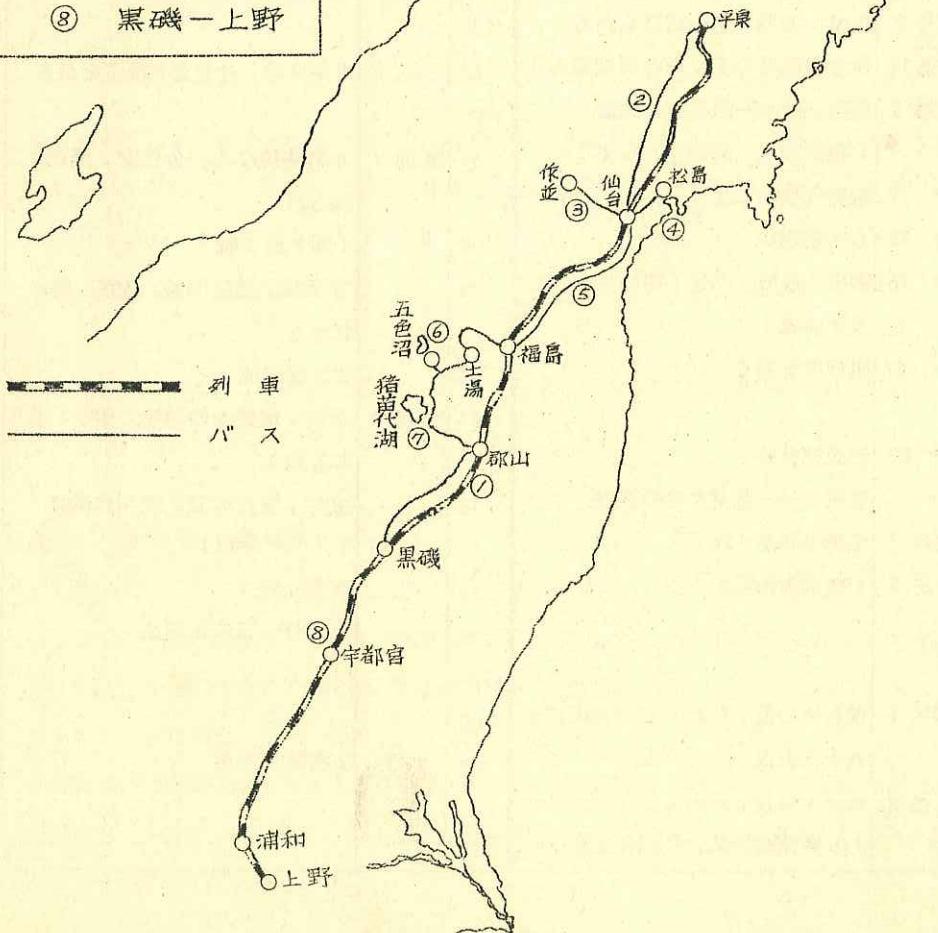 ⑧ 黒磯－上野
平泉
②
作並
③
仙台
松島
④
⑤
五色沼
⑥
土湯
福島
猪苗代湖
⑦
郡山
①
黒磯
⑧
宇都宮
浦和
上野
列車
バス